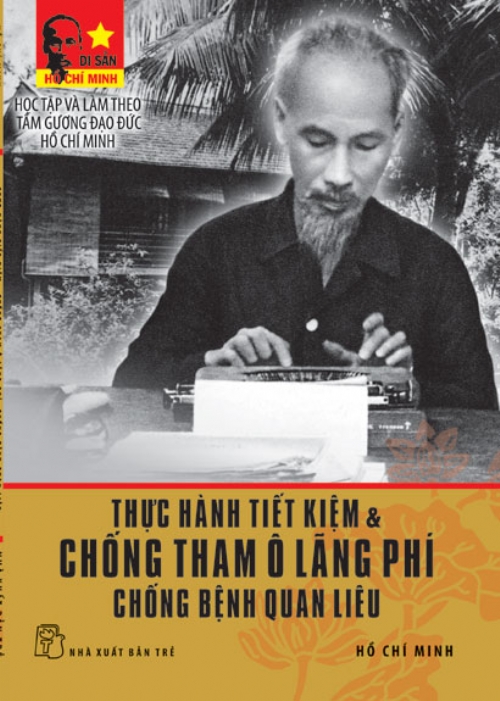 DI SẢN
HỒ CHÍ MINH
HỌC TẬP VÀ LÀM THEO
TẤM GƯƠNG ĐẠO ĐỨC
HỒ CHÍ MINH
THỰC HÀNH TIẾT KIỆM &
CHỐNG THAM Ô LÃNG PHÍ
CHỐNG BỆNH QUAN LIÊU
NHÀ XUẤT BẢN TRẺ
HỒ CHÍ MINH